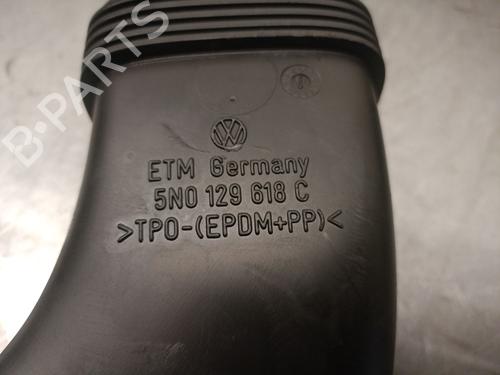 B-PARTS
ETM Germany
5N0 129 618 C
>TPO-(EPDM+PP)<